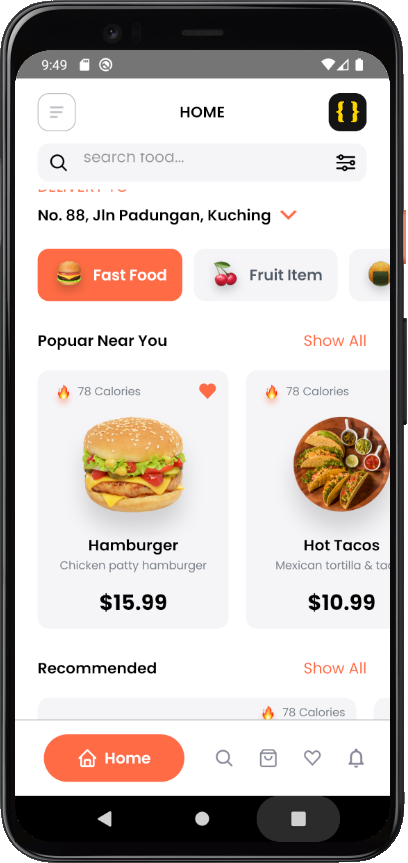 9:49
HOME
{ }
search food...
DELIVERY TO
No. 88, Jln Padungan, Kuching
Fast Food
Fruit Item
Popuar Near You
Show All
78 Calories
78 Calories
Hamburger
Hot Tacos
Chicken patty hamburger
Mexican tortilla &
$15.99
$10.99
Recommended
Show All
78 Calories
Home